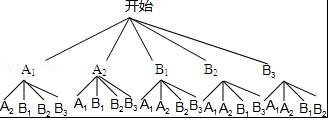 开始
A₁ A₂ B₁ B₂ B₃
A₂ B₁ B₂ B₃ A₁ B₁ B₂ B₃ A₁ A₂ B₂ B₃ A₁ A₂ B₁ B₃ A₁ A₂ B₁ B₂